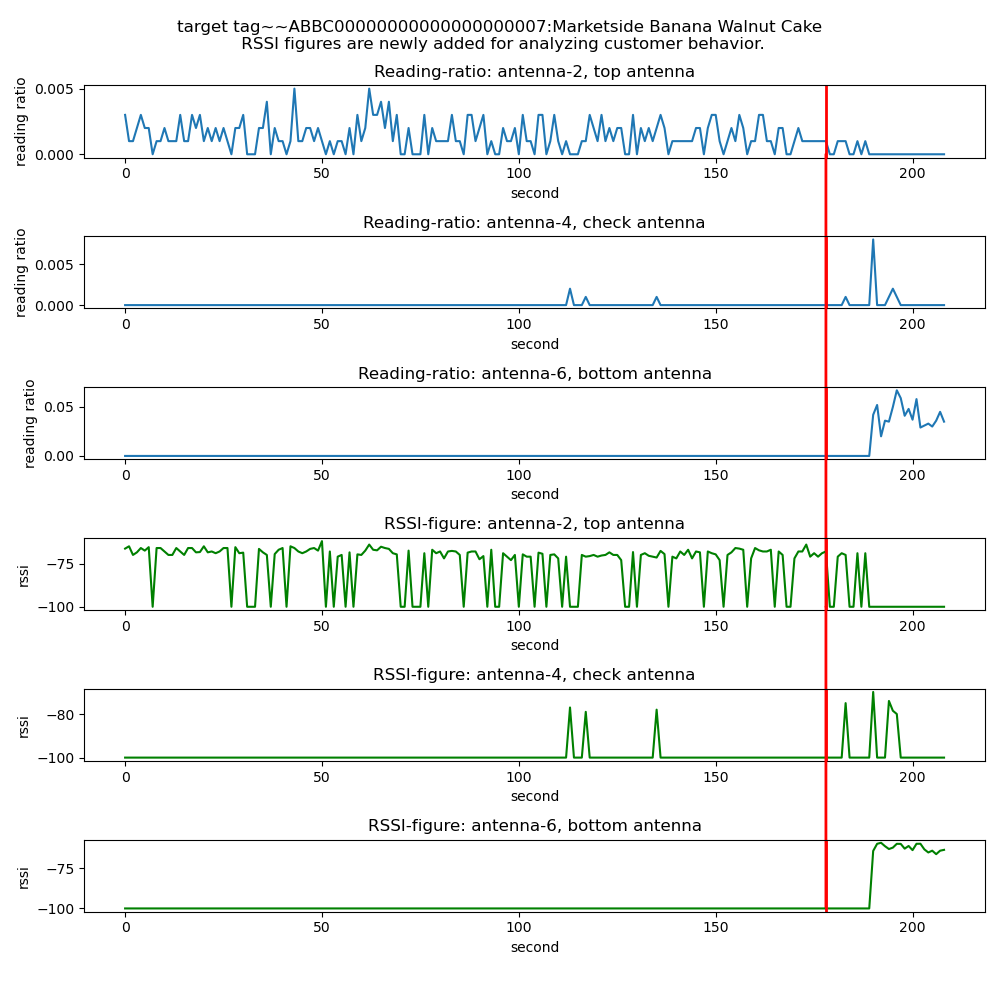 target tag~~ABBC00000000000000000007:Marketside Banana Walnut Cake
RSSI figures are newly added for analyzing customer behavior.
Reading-ratio: antenna-2, top antenna
reading ratio
0.005
0.000
0 50 100 150 200
second
Reading-ratio: antenna-4, check antenna
reading ratio
0.005
0.000
0 50 100 150 200
second
Reading-ratio: antenna-6, bottom antenna
reading ratio
0.05
0.00
0 50 100 150 200
second
RSSI-figure: antenna-2, top antenna
rssi
−75
−100
0 50 100 150 200
second
RSSI-figure: antenna-4, check antenna
rssi
−80
−100
0 50 100 150 200
second
RSSI-figure: antenna-6, bottom antenna
rssi
−75
−100
0 50 100 150 200
second